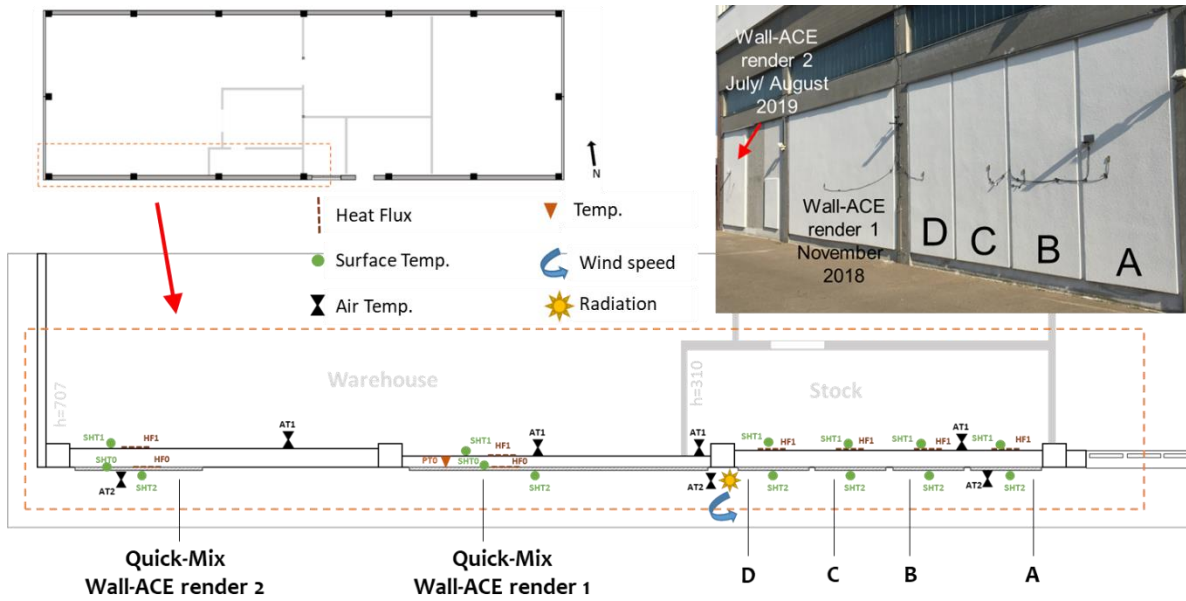 N
Heat Flux
Surface Temp.
Air Temp.
Temp.
Wind speed
Radiation
Wall-ACE
render 2
July/ August
2019
Wall-ACE
render 1
November
2018
D
C
B
A
h=707
Warehouse
h=310
Stock
SHT1
HF1
AT1
SHT1
HF1
AT1
AT1
SHT1
HF1
SHT1
HF1
SHT1
HF1
AT1
SHT1
HF1
SHT0
HF0
AT2
SHT2
PT0
SHT0
HF0
SHT2
AT2
SHT2
SHT2
SHT2
AT2
SHT2
Quick-Mix
Wall-ACE render 2
Quick-Mix
Wall-ACE render 1
D
C
B
A